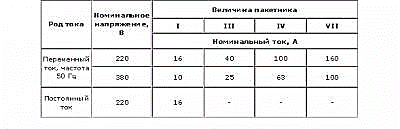 Род тока
Номинальное
напряжение,
В
Величина пакетника
I III IV VII
Номинальный ток, А
Переменный
ток, частота
50 Гц
220 16 40 100 160
380 10 25 63 100
Постоянный
ток
220 16 - - -